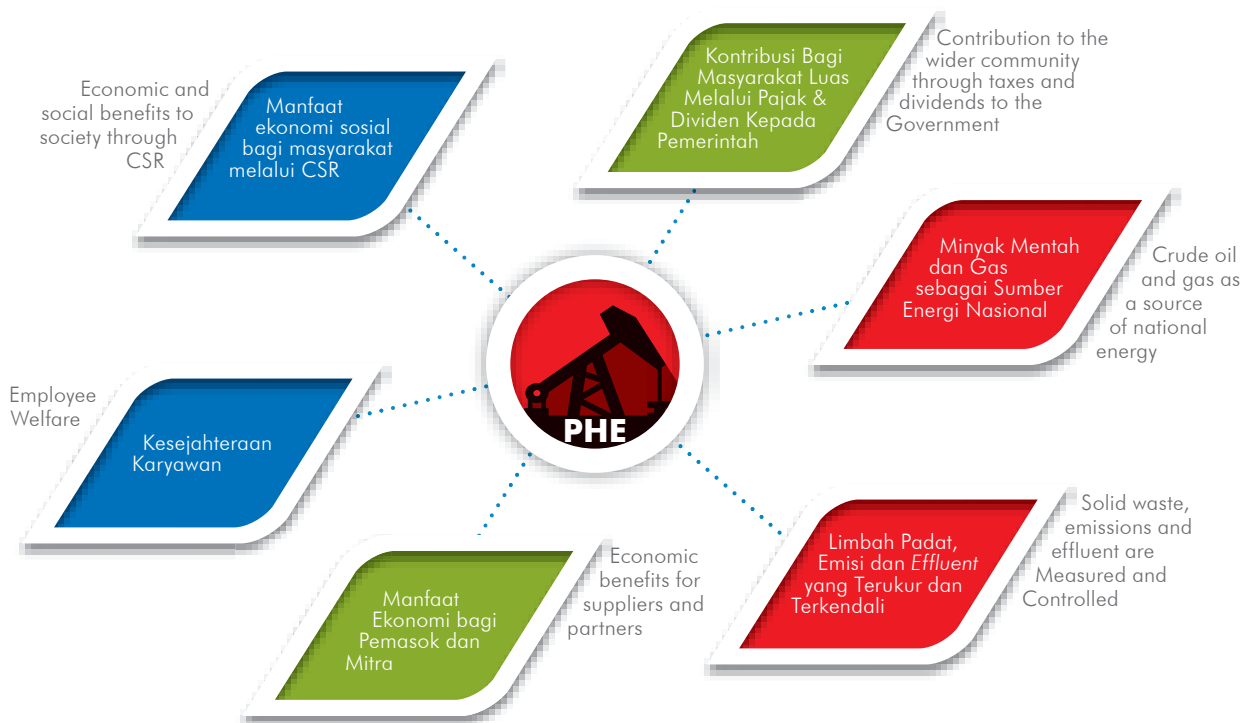 Economic and
social benefits to
society through
CSR
Manfaat
ekonomi sosial
bagi masyarakat
melalui CSR
Kontribusi Bagi
Masyarakat Luas
Melalui Pajak &
Dividen Kepada
Pemerintah
Contribution to the
wider community
through taxes and
dividends to the
Government
Minyak Mentah
dan Gas
sebagai Sumber
Energi Nasional
Crude oil
and gas as
a source
of national
energy
PHE
Employee
Welfare
Kesejahteraan
Karyawan
Manfaat
Ekonomi bagi
Pemasok dan
Mitra
Economic
benefits for
suppliers and
partners
Limbah Padat,
Emisi dan Effluent
yang Terukur dan
Terkendali
Solid waste,
emissions and
effluent are
Measured and
Controlled